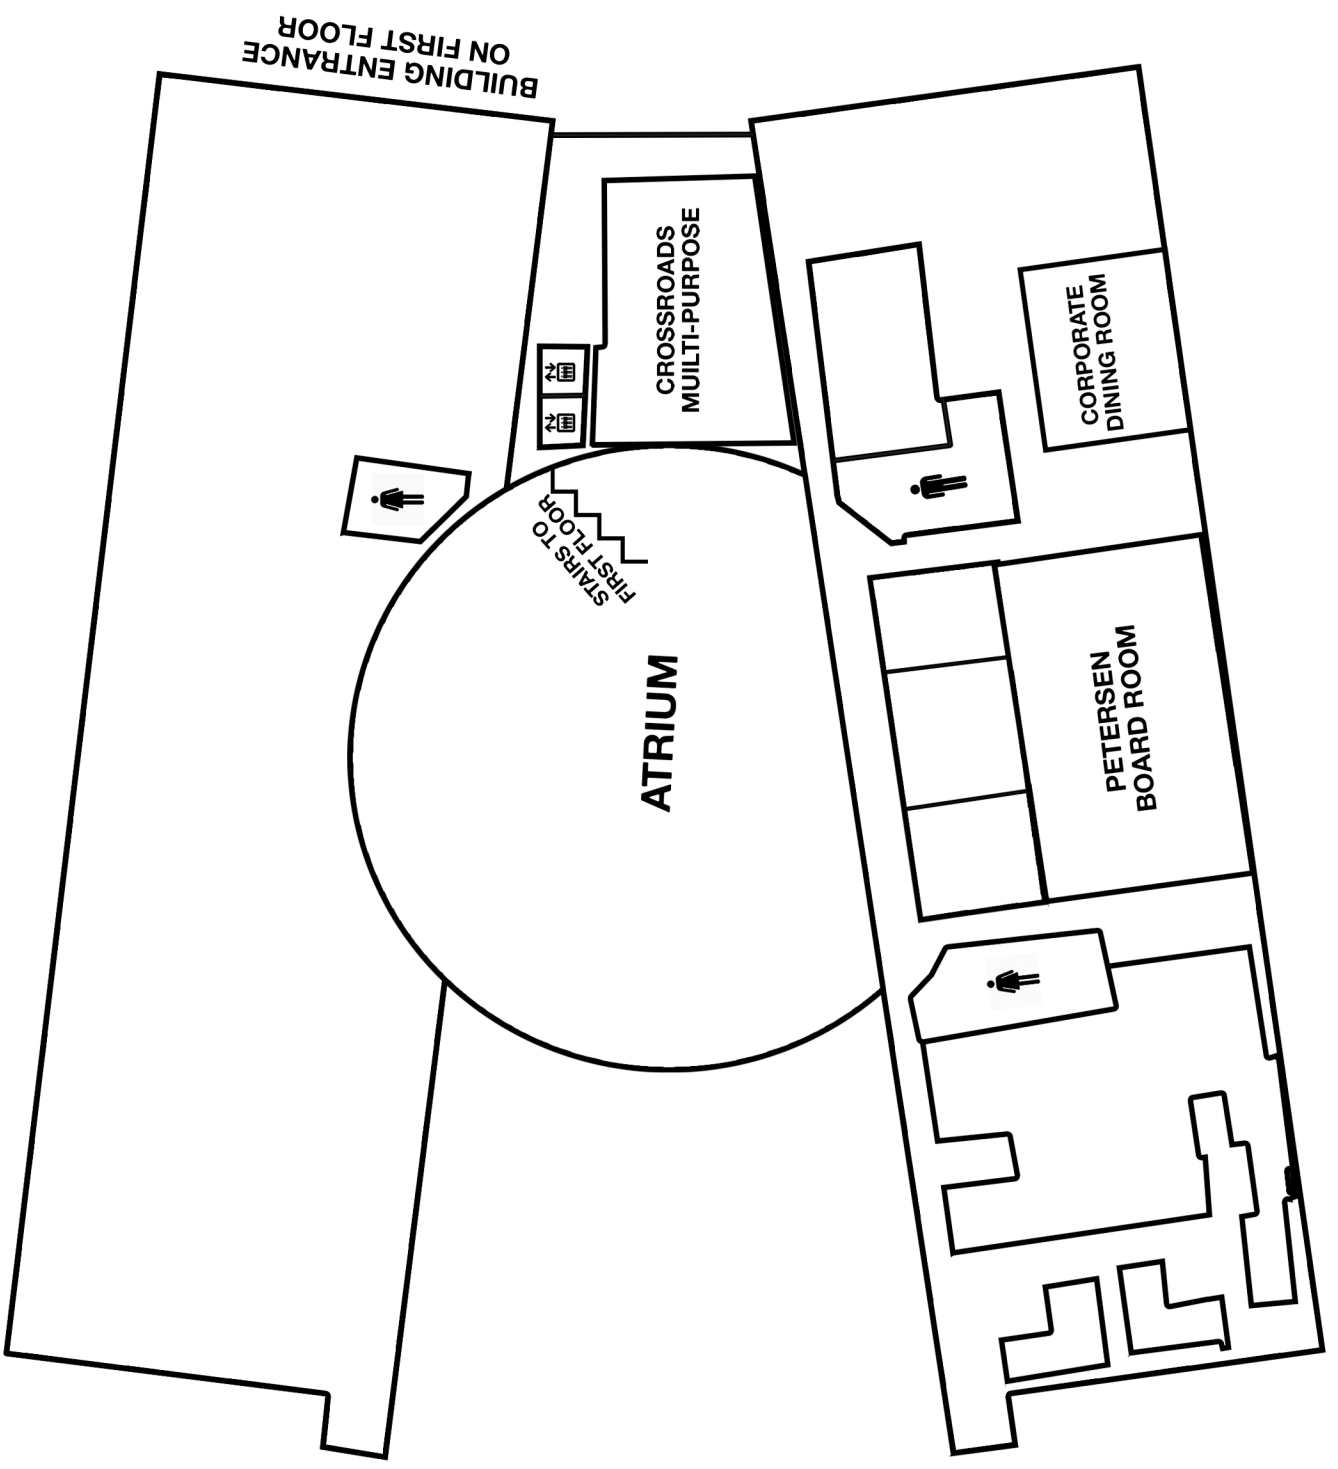 BUILDING ENTRANCE
ON FIRST FLOOR
CROSSROADS
MUILTI-PURPOSE
CORPORATE
DINING ROOM
STAIRS TO
FIRST FLOOR
ATRIUM
PETERSEN
BOARD ROOM